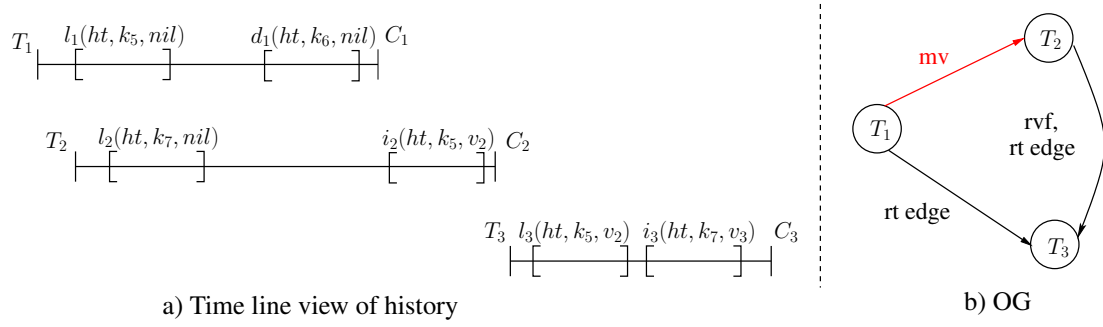 T₁ l₁(ht, k₅, nil) d₁(ht, k₆, nil) C₁
T₂ l₂(ht, k₇, nil) i₂(ht, k₅, v₂) C₂
T₃ l₃(ht, k₅, v₂) i₃(ht, k₇, v₃) C₃
a) Time line view of history
T₂
mv
T₁
rvf,
rt edge
rt edge
T₃
b) OG